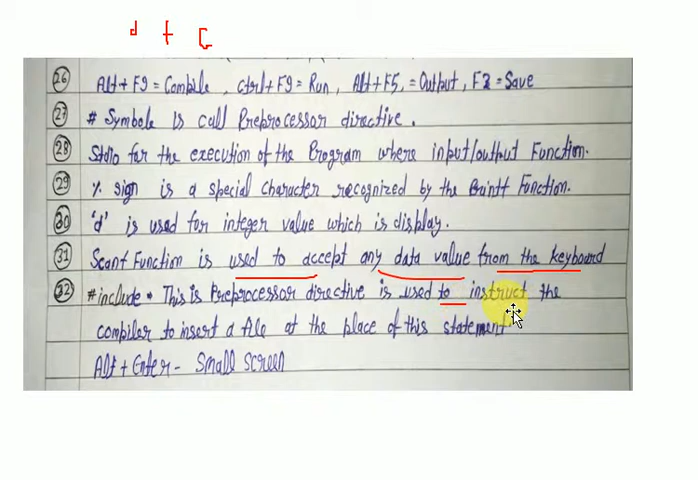 d f C
26 Alt + F9 = Combile, Ctrl + F9 = Run, Alt + F5, = Output, F2 = Save
27 # Symbole is call Preprocessor directive.
28 Stdio for the execution of the Program where input/output Function.
29 % sign is a special character recognized by the Printf Function.
30 'd' is used for integer value which is display.
31 Scanf Function is used to accept any data value from the keyboard
32 #include • This is Preprocessor directive is used to instruct the
compiler to insert a file at the place of this statement.
Alt + Enter - Small Screen